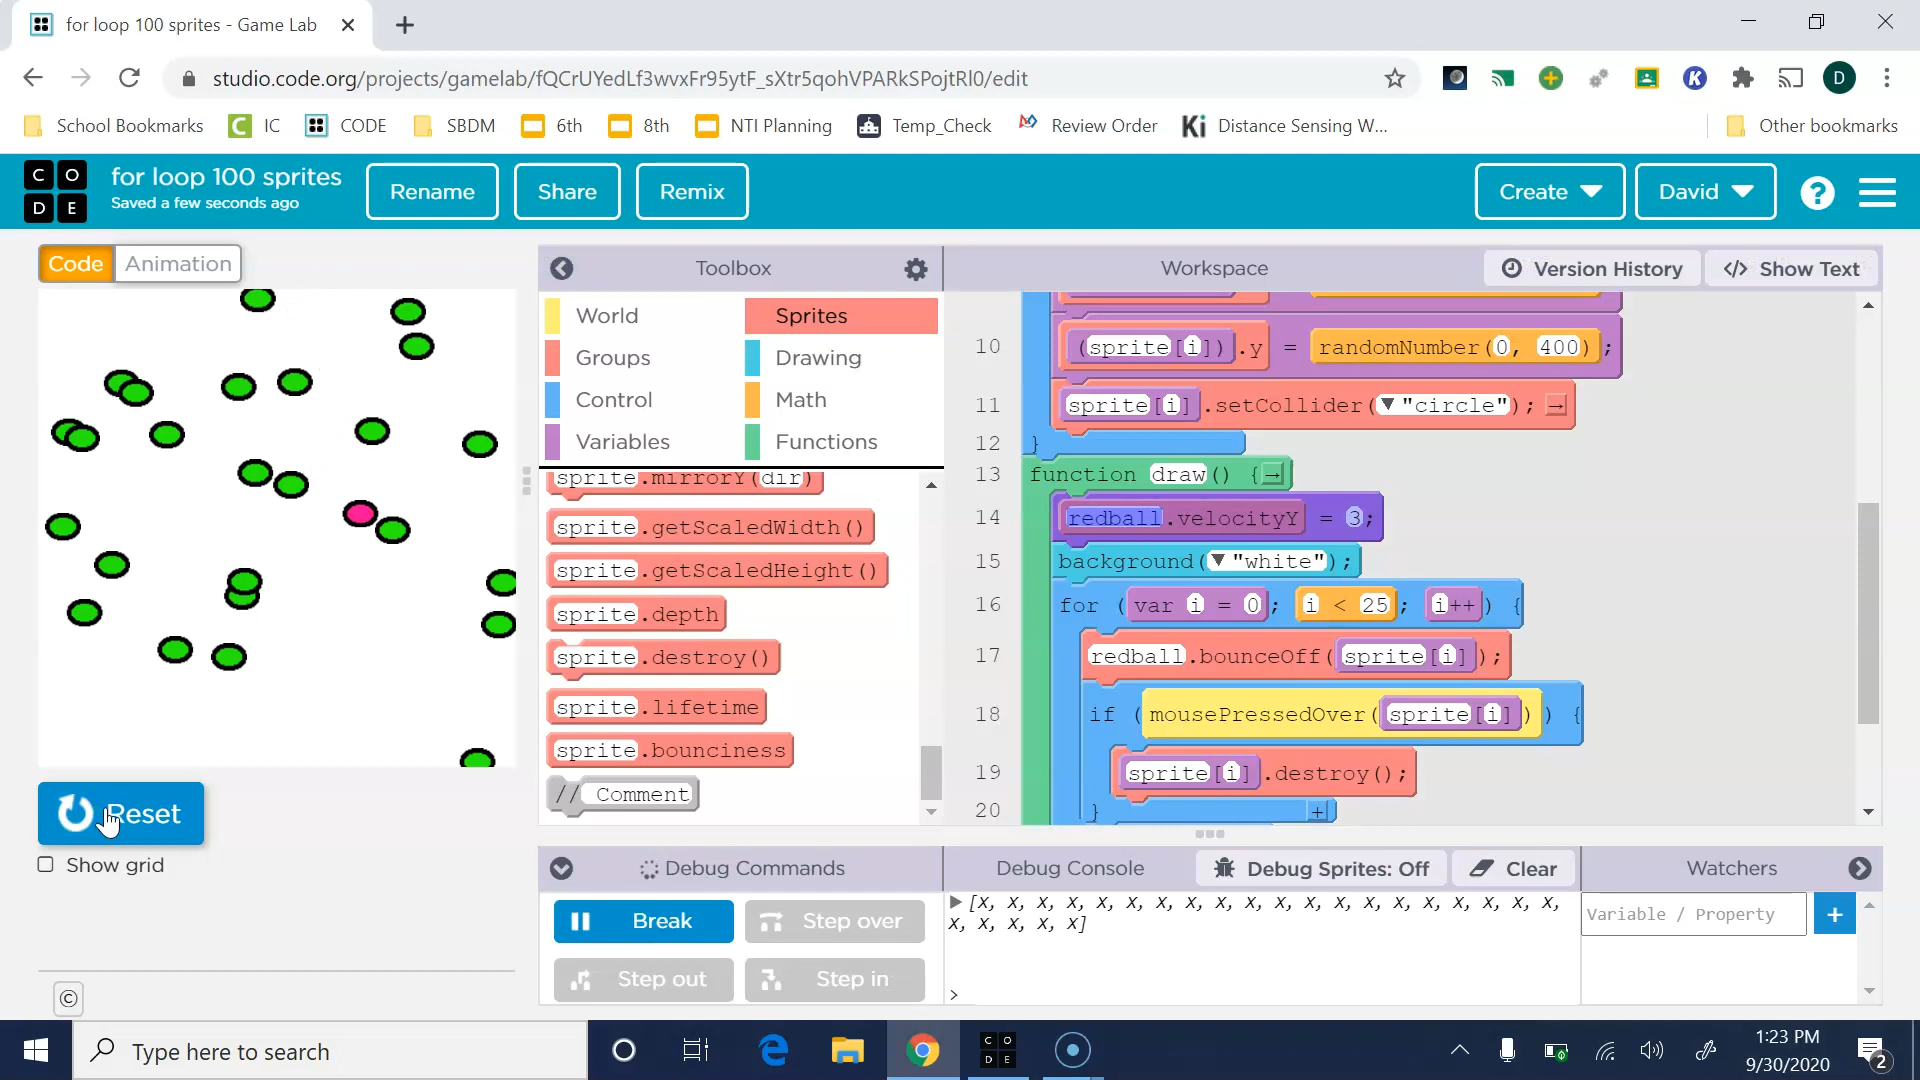 for loop 100 sprites - Game Lab
studio.code.org/projects/gamelab/fQCrUYedLf3wvxFr95ytF_sXtr5qohVPARkSPojtRl0/edit
D
School Bookmarks IC CODE SBDM 6th 8th NTI Planning Temp_Check Review Order Ki Distance Sensing W... Other bookmarks
C O D E
for loop 100 sprites
Saved a few seconds ago
Rename Share Remix Create David ?
Code Animation
Toolbox
Workspace
Version History
</> Show Text
World Sprites
Groups Drawing
Control Math
Variables Functions
sprite.mirrorY(dir)
sprite.getScaledWidth()
sprite.getScaledHeight()
sprite.depth
sprite.destroy()
sprite.lifetime
sprite.bounciness
// Comment
10 (sprite[i]).y = randomNumber(0, 400);
11 sprite[i].setCollider("circle");
12 }
13 function draw() {
14 redball.velocityY = 3;
15 background("white");
16 for (var i = 0; i < 25; i++) {
17 redball.bounceOff(sprite[i]);
18 if (mousePressedOver(sprite[i])) {
19 sprite[i].destroy();
20 }
Reset
Show grid
©
Debug Commands
Break Step over
Step out Step in
Debug Console
Debug Sprites: Off
Clear
Watchers
[X, X, X, X, X, X, X, X, X, X, X, X, X, X, X, X, X, X, X, X,
X, X, X, X, X]
>
Variable / Property
+
Type here to search
C O D E
1:23 PM
9/30/2020
2